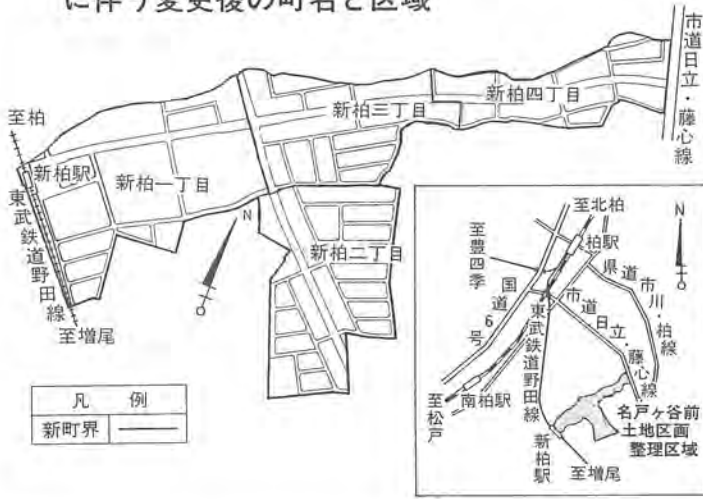 に伴う変更後の町名と区域
市道日立・藤心線
至柏
新柏駅
東武鉄道野田線
至増尾
新柏一丁目
新柏二丁目
新柏三丁目
新柏四丁目
N
凡例
新町界
至北柏
柏駅
至豊四季
国道6号
県道市川・柏線
市道日立・藤心線
東武鉄道野田線
至松戸
南柏駅
新柏駅
至増尾
名戸ヶ谷前
土地区画
整理区域
N